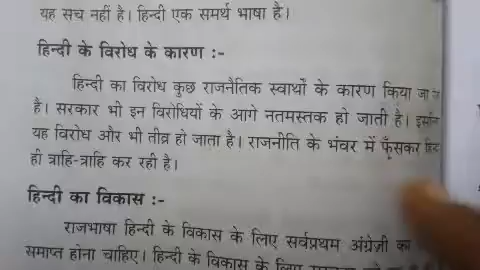 यह सच नहीं है। हिन्दी एक समर्थ भाषा है।
हिन्दी के विरोध के कारण :-
हिन्दी का विरोध कुछ राजनैतिक स्वार्थों के कारण किया जा
है। सरकार भी इन विरोधियों के आगे नतमस्तक हो जाती है।
यह विरोध और भी तीव्र हो जाता है। राजनीति के भंवर में फँसकर
ही त्राहि-त्राहि कर रही है।
हिन्दी का विकास :-
राजभाषा हिन्दी के विकास के लिए सर्वप्रथम अंग्रेज़ी का
समाप्त होना चाहिए। हिन्दी के विकास के लिए